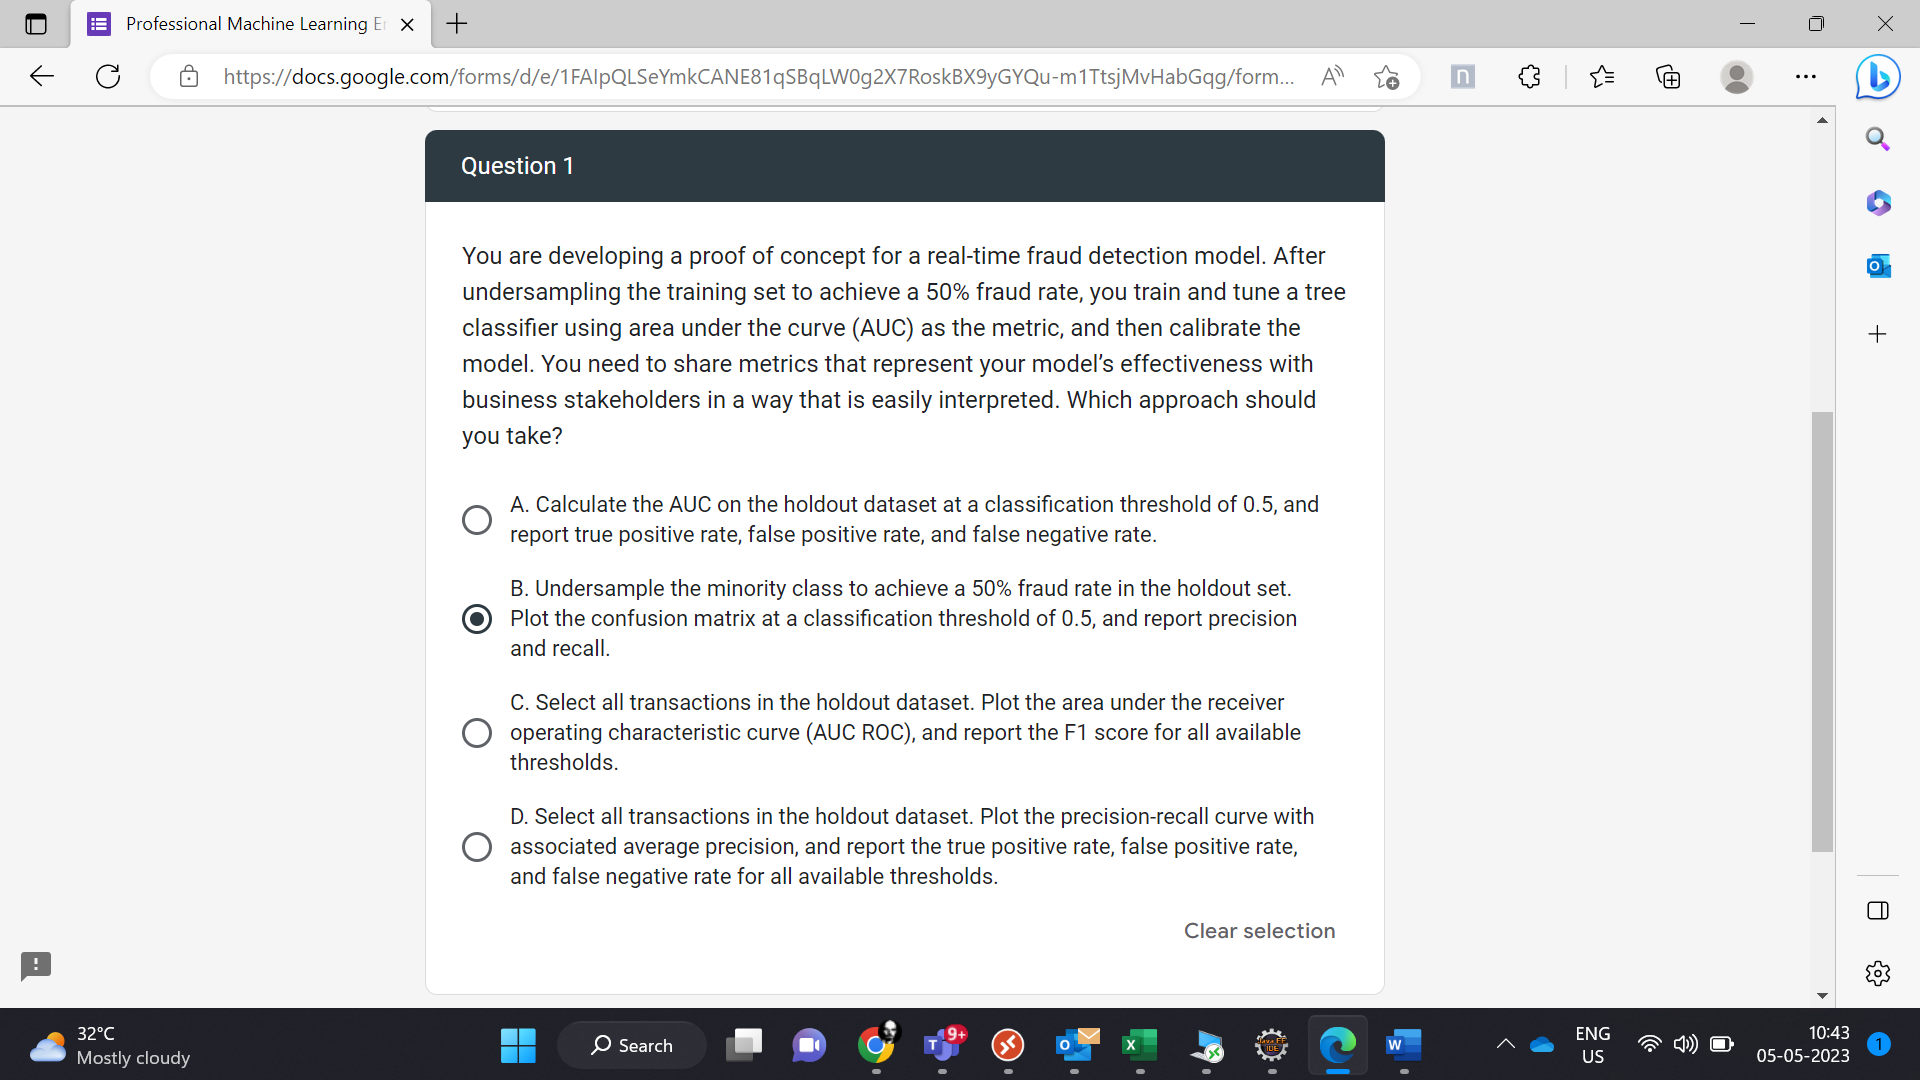 Professional Machine Learning E
https://docs.google.com/forms/d/e/1FAIpQLSeYmkCANE81qSBqLW0g2X7RoskBX9yGYQu-m1TtsjMvHabGqg/form...
Question 1
You are developing a proof of concept for a real-time fraud detection model. After
undersampling the training set to achieve a 50% fraud rate, you train and tune a tree
classifier using area under the curve (AUC) as the metric, and then calibrate the
model. You need to share metrics that represent your model’s effectiveness with
business stakeholders in a way that is easily interpreted. Which approach should
you take?
A. Calculate the AUC on the holdout dataset at a classification threshold of 0.5, and
report true positive rate, false positive rate, and false negative rate.
B. Undersample the minority class to achieve a 50% fraud rate in the holdout set.
Plot the confusion matrix at a classification threshold of 0.5, and report precision
and recall.
C. Select all transactions in the holdout dataset. Plot the area under the receiver
operating characteristic curve (AUC ROC), and report the F1 score for all available
thresholds.
D. Select all transactions in the holdout dataset. Plot the precision-recall curve with
associated average precision, and report the true positive rate, false positive rate,
and false negative rate for all available thresholds.
Clear selection
32°C
Mostly cloudy
Search
9+
ENG
US
10:43
05-05-2023
1